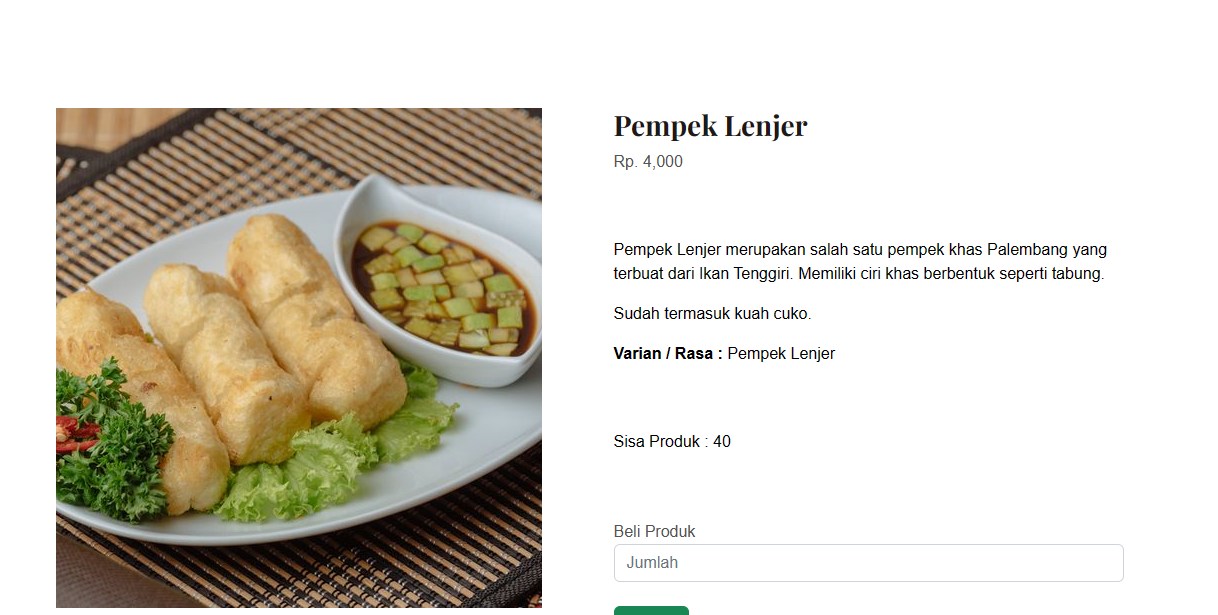 Pempek Lenjer
Rp. 4,000
Pempek Lenjer merupakan salah satu pempek khas Palembang yang
terbuat dari Ikan Tenggiri. Memiliki ciri khas berbentuk seperti tabung.
Sudah termasuk kuah cuko.
Varian / Rasa : Pempek Lenjer
Sisa Produk : 40
Beli Produk
Jumlah